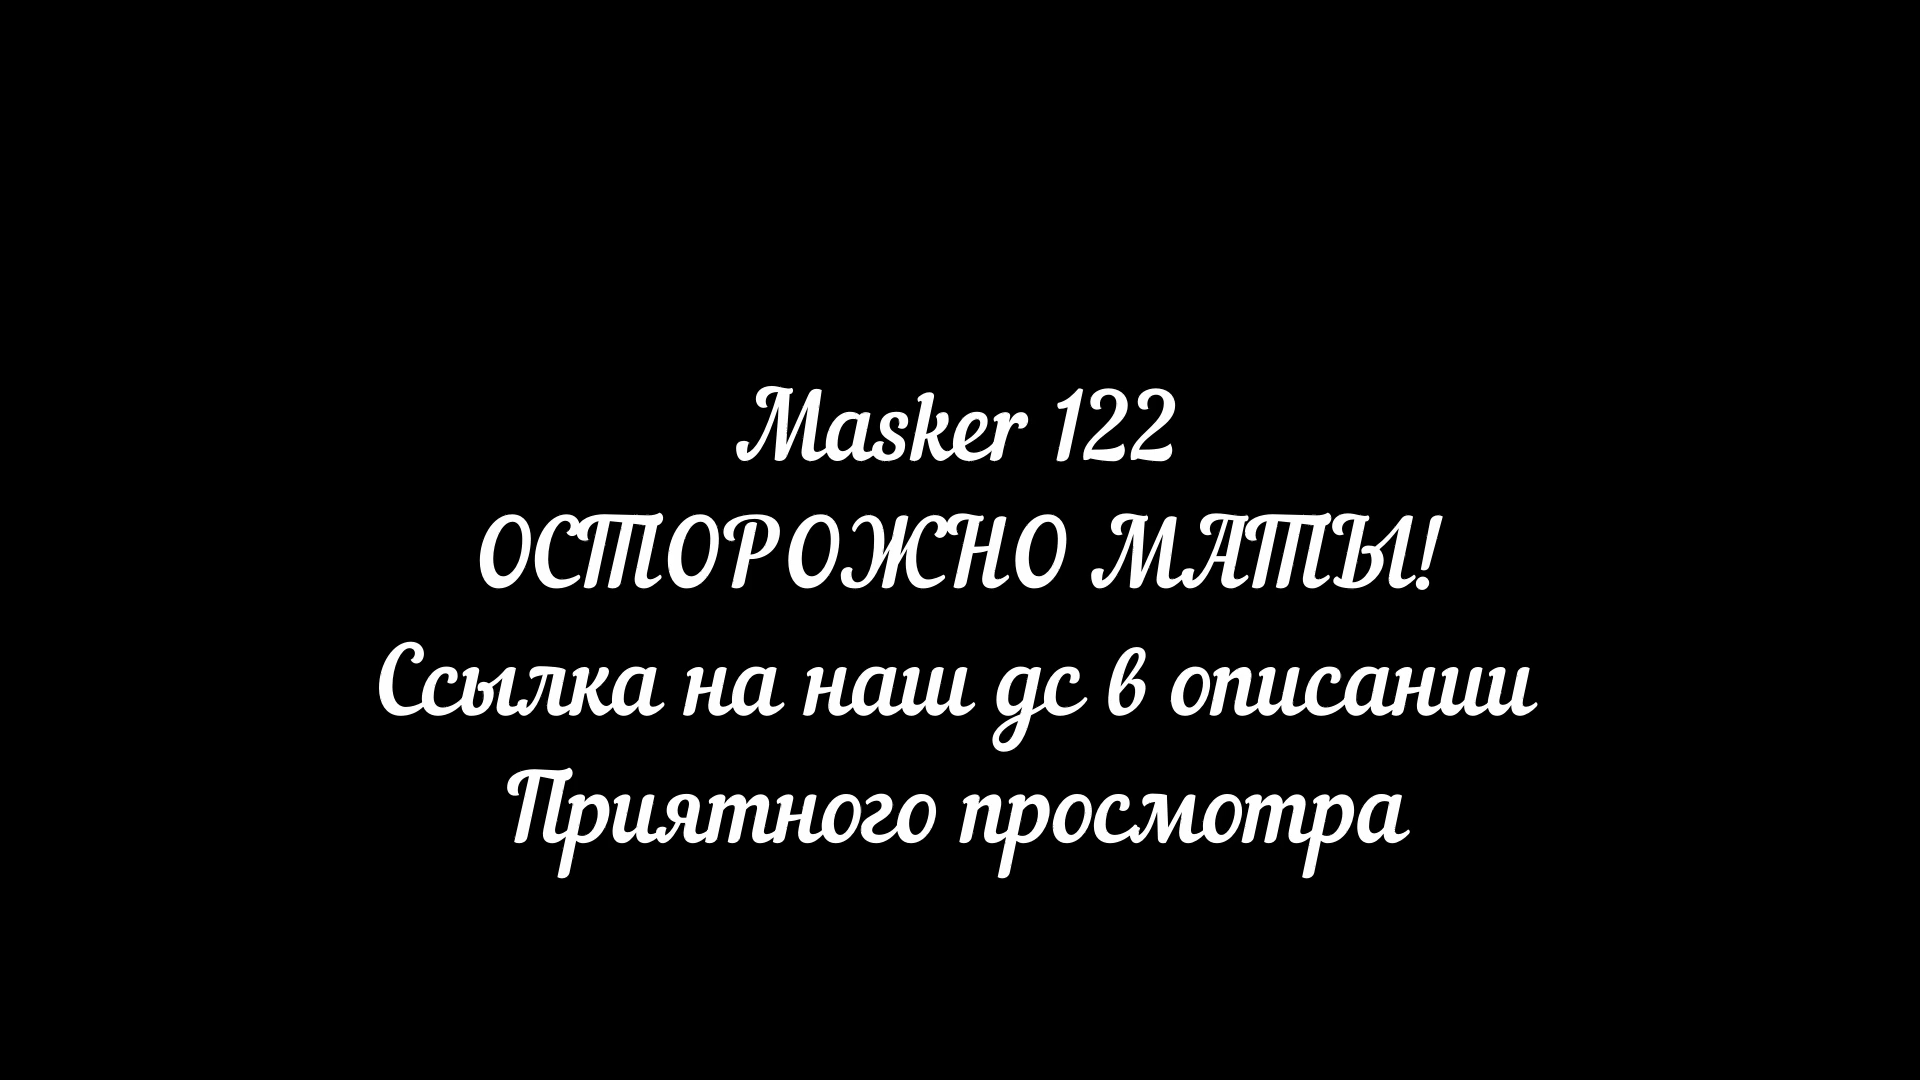 Masker 122
ОСТОРОЖНО МАТЫ!
Ссылка на наш дс в описании
Приятного просмотра